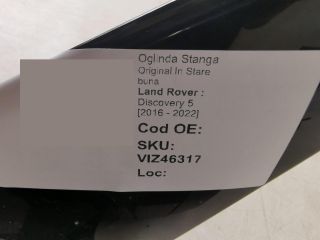 Oglinda Stanga
Original In Stare
buna
Land Rover :
Discovery 5
[2016 - 2022]
Cod OE:
SKU:
VIZ46317
Loc: